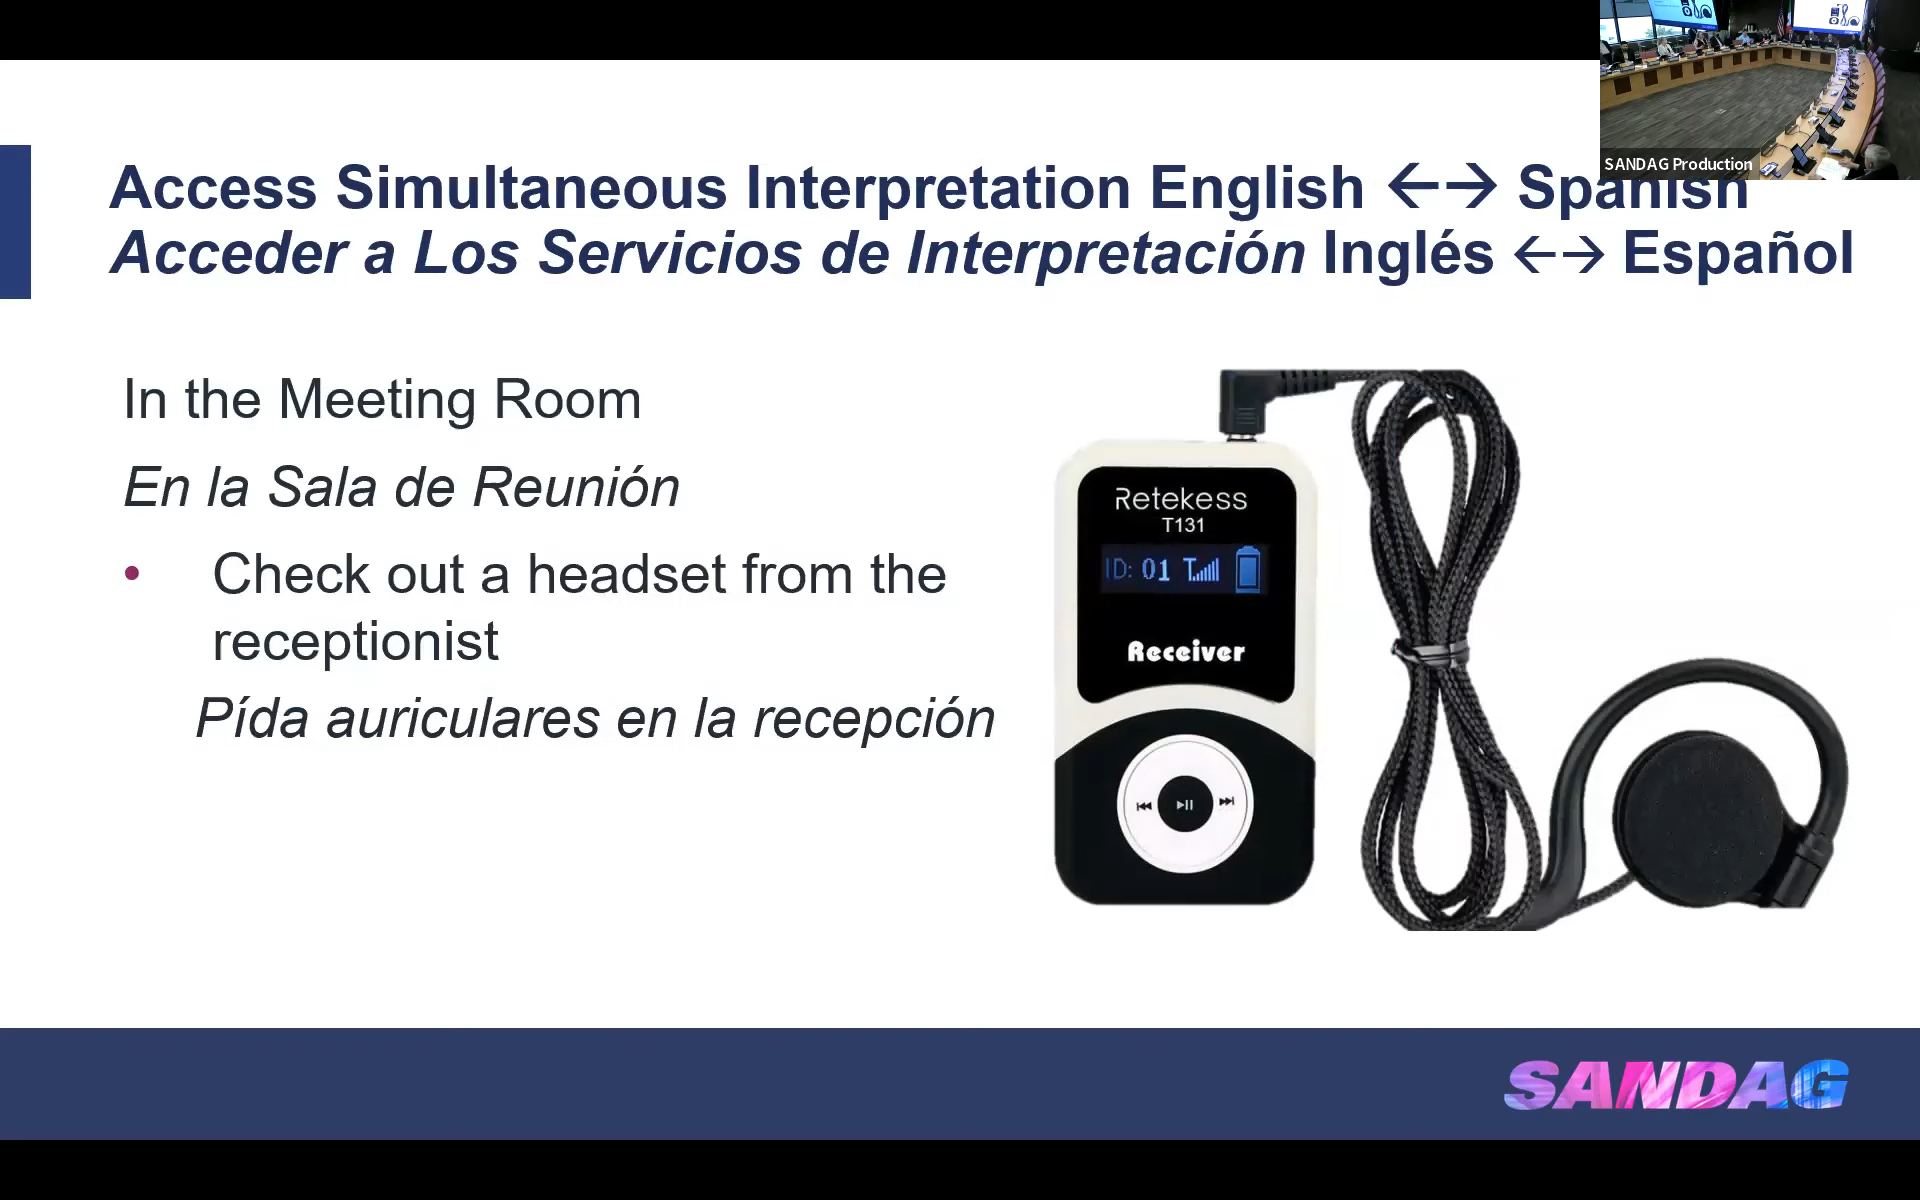 SANDAG Production
Access Simultaneous Interpretation English ←→ Spanish
Acceder a Los Servicios de Interpretación Inglés ←→ Español
In the Meeting Room
En la Sala de Reunión
• Check out a headset from the
receptionist
Pída auriculares en la recepción
Retekess
T131
ID: 01
Receiver
SANDAG